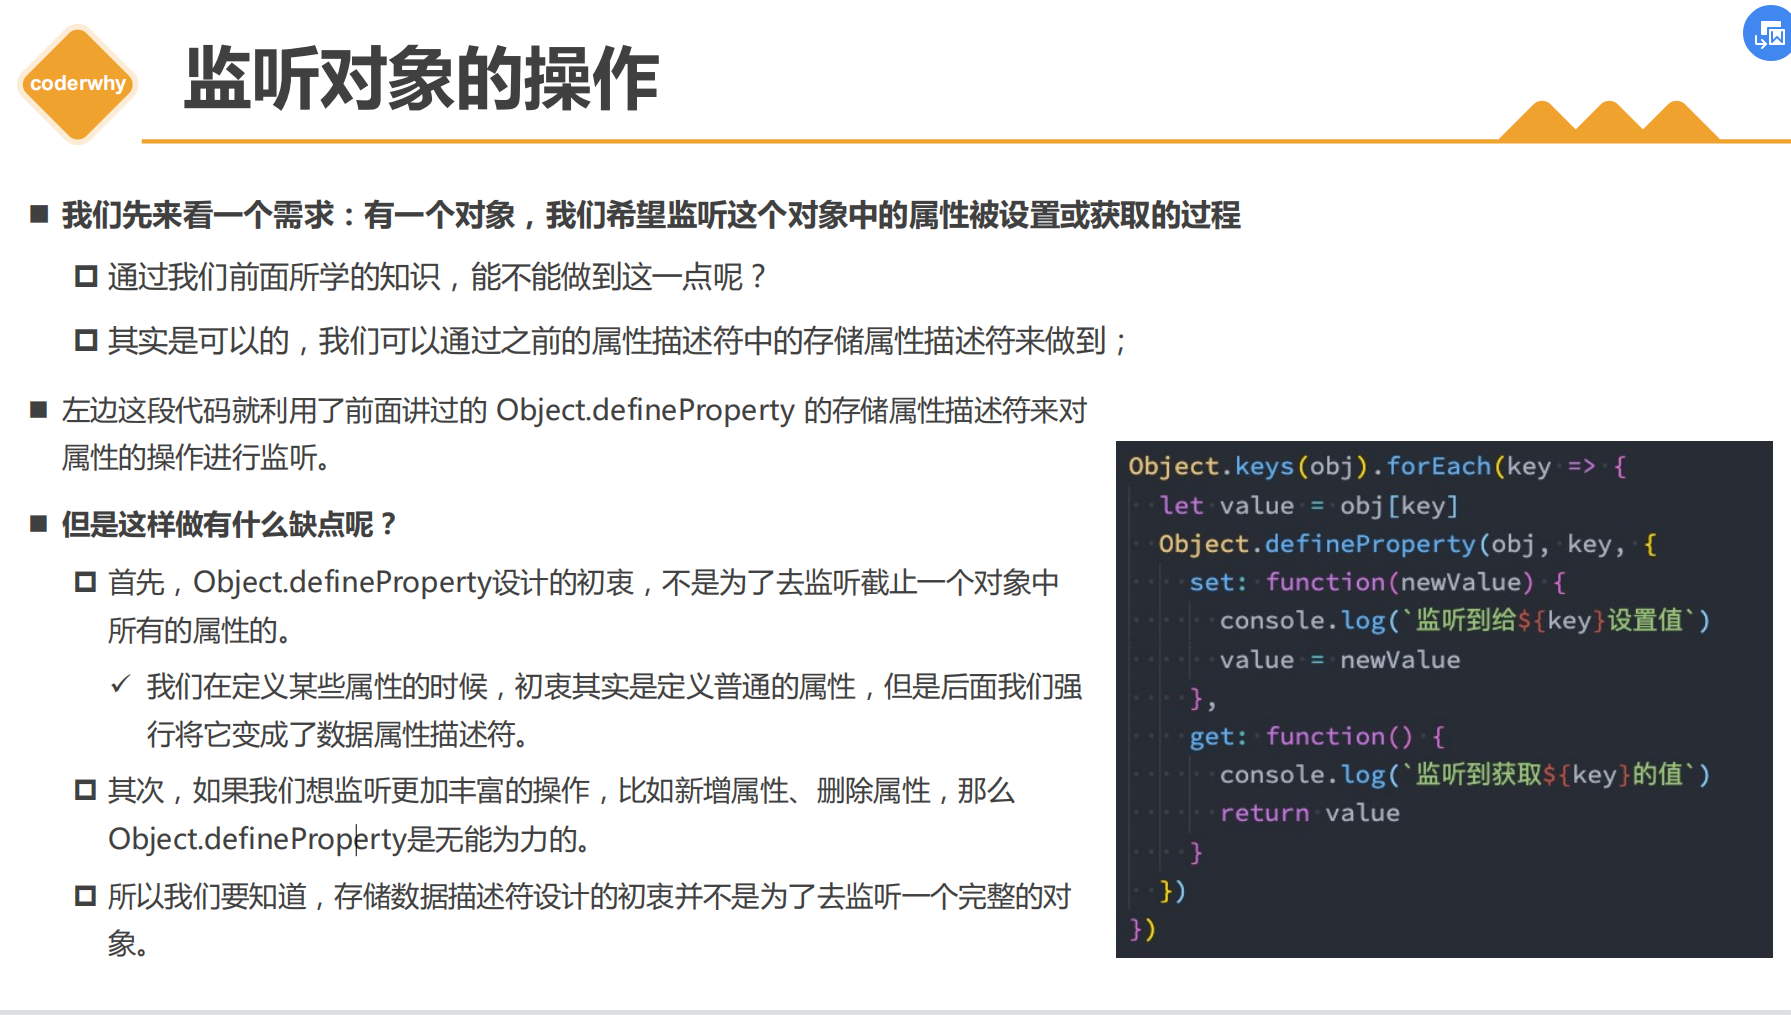 coderwhy
监听对象的操作
我们先来看一个需求：有一个对象，我们希望监听这个对象中的属性被设置或获取的过程
通过我们前面所学的知识，能不能做到这一点呢？
其实是可以的，我们可以通过之前的属性描述符中的存储属性描述符来做到；
左边这段代码就利用了前面讲过的 Object.defineProperty 的存储属性描述符来对
属性的操作进行监听。
但是这样做有什么缺点呢？
首先，Object.defineProperty设计的初衷，不是为了去监听截止一个对象中
所有的属性的。
我们在定义某些属性的时候，初衷其实是定义普通的属性，但是后面我们强
行将它变成了数据属性描述符。
其次，如果我们想监听更加丰富的操作，比如新增属性、删除属性，那么
Object.defineProperty是无能为力的。
所以我们要知道，存储数据描述符设计的初衷并不是为了去监听一个完整的对
象。
Object.keys(obj).forEach(key => {
let value = obj[key]
Object.defineProperty(obj, key, {
set: function(newValue) {
console.log(`监听到给${key}设置值`)
value = newValue
},
get: function() {
console.log(`监听到获取${key}的值`)
return value
}
})
})